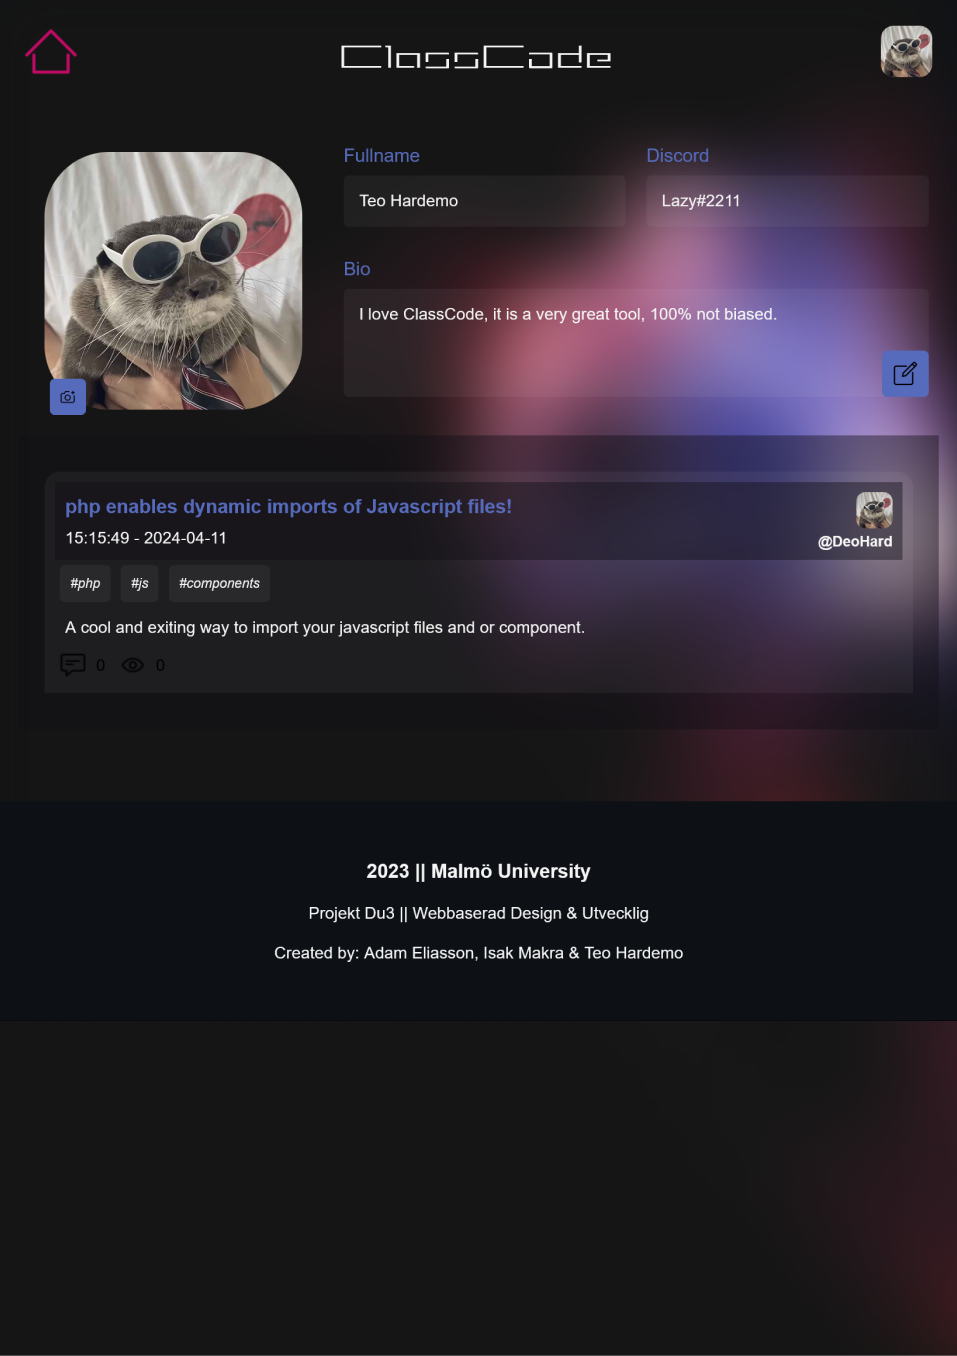 ClassCode
Fullname
Discord
Teo Hardemo
Lazy#2211
Bio
I love ClassCode, it is a very great tool, 100% not biased.
php enables dynamic imports of Javascript files!
15:15:49 - 2024-04-11
@DeoHard
#php #js #components
A cool and exiting way to import your javascript files and or component.
0 0
2023 || Malmö University
Projekt Du3 || Webbaserad Design & Utvecklig
Created by: Adam Eliasson, Isak Makra & Teo Hardemo